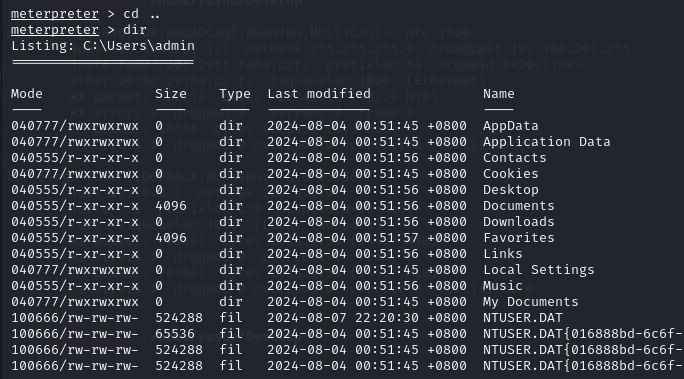 meterpreter > cd ..
meterpreter > dir
Listing: C:\Users\admin
Mode Size Type Last modified Name
040777/rwxrwxrwx 0 dir 2024-08-04 00:51:45 +0800 AppData
040777/rwxrwxrwx 0 dir 2024-08-04 00:51:45 +0800 Application Data
040555/r-xr-xr-x 0 dir 2024-08-04 00:51:56 +0800 Contacts
040777/rwxrwxrwx 0 dir 2024-08-04 00:51:45 +0800 Cookies
040555/r-xr-xr-x 0 dir 2024-08-04 00:51:56 +0800 Desktop
040555/r-xr-xr-x 4096 dir 2024-08-04 00:51:56 +0800 Documents
040555/r-xr-xr-x 0 dir 2024-08-04 00:51:56 +0800 Downloads
040555/r-xr-xr-x 4096 dir 2024-08-04 00:51:57 +0800 Favorites
040555/r-xr-xr-x 0 dir 2024-08-04 00:51:56 +0800 Links
040777/rwxrwxrwx 0 dir 2024-08-04 00:51:45 +0800 Local Settings
040555/r-xr-xr-x 0 dir 2024-08-04 00:51:56 +0800 Music
040777/rwxrwxrwx 0 dir 2024-08-04 00:51:45 +0800 My Documents
100666/rw-rw-rw- 524288 fil 2024-08-07 22:20:30 +0800 NTUSER.DAT
100666/rw-rw-rw- 65536 fil 2024-08-04 00:51:45 +0800 NTUSER.DAT{016888bd-6c6f-
100666/rw-rw-rw- 524288 fil 2024-08-04 00:51:45 +0800 NTUSER.DAT{016888bd-6c6f-
100666/rw-rw-rw- 524288 fil 2024-08-04 00:51:45 +0800 NTUSER.DAT{016888bd-6c6f-